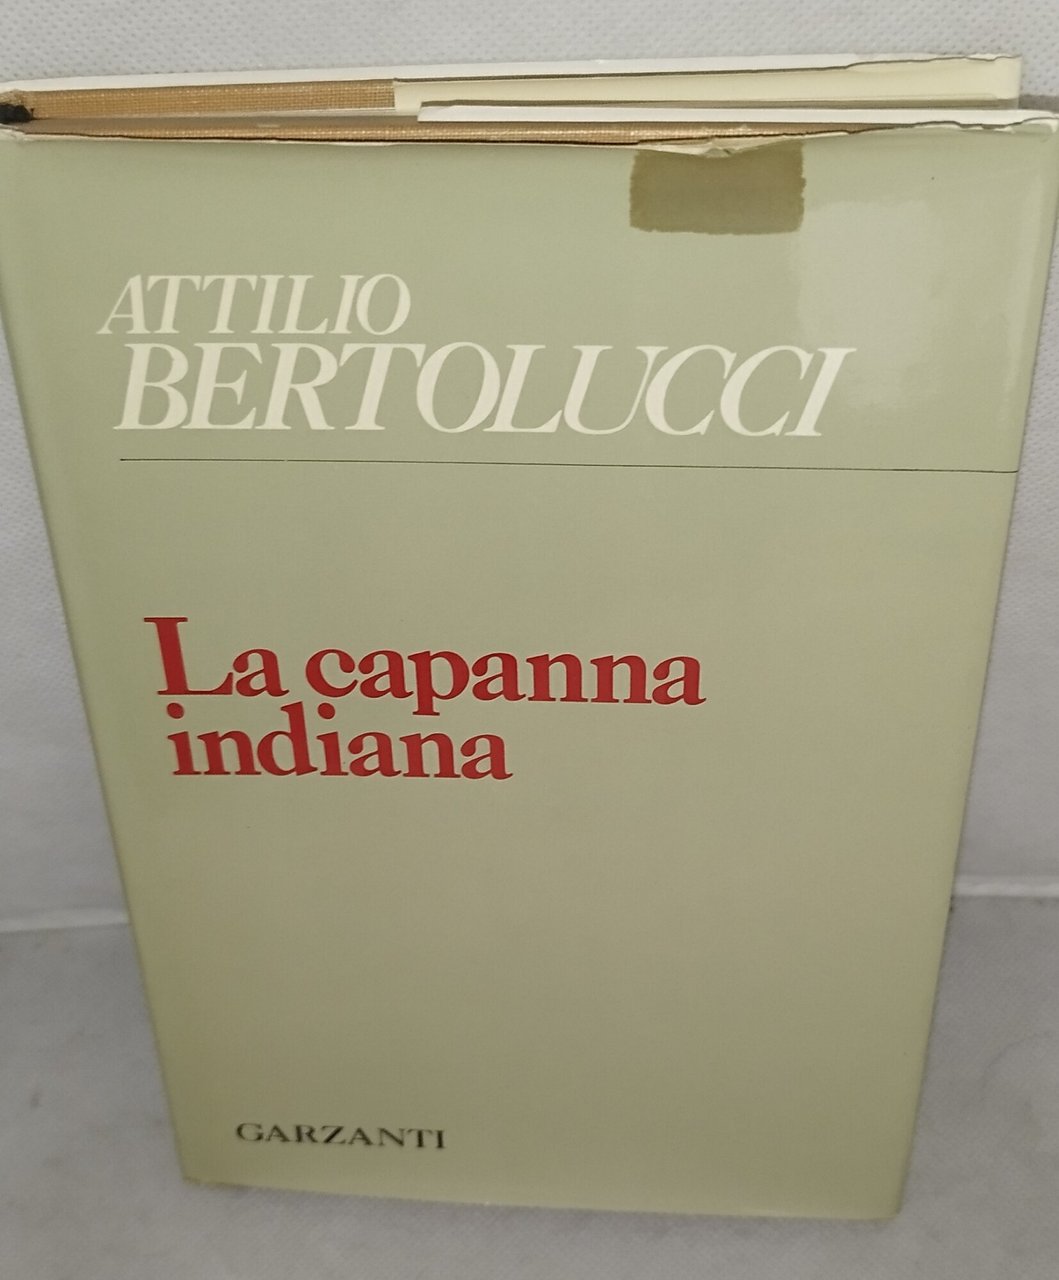 ATTILIO
BERTOLUCCI
La capanna
indiana
GARZANTI